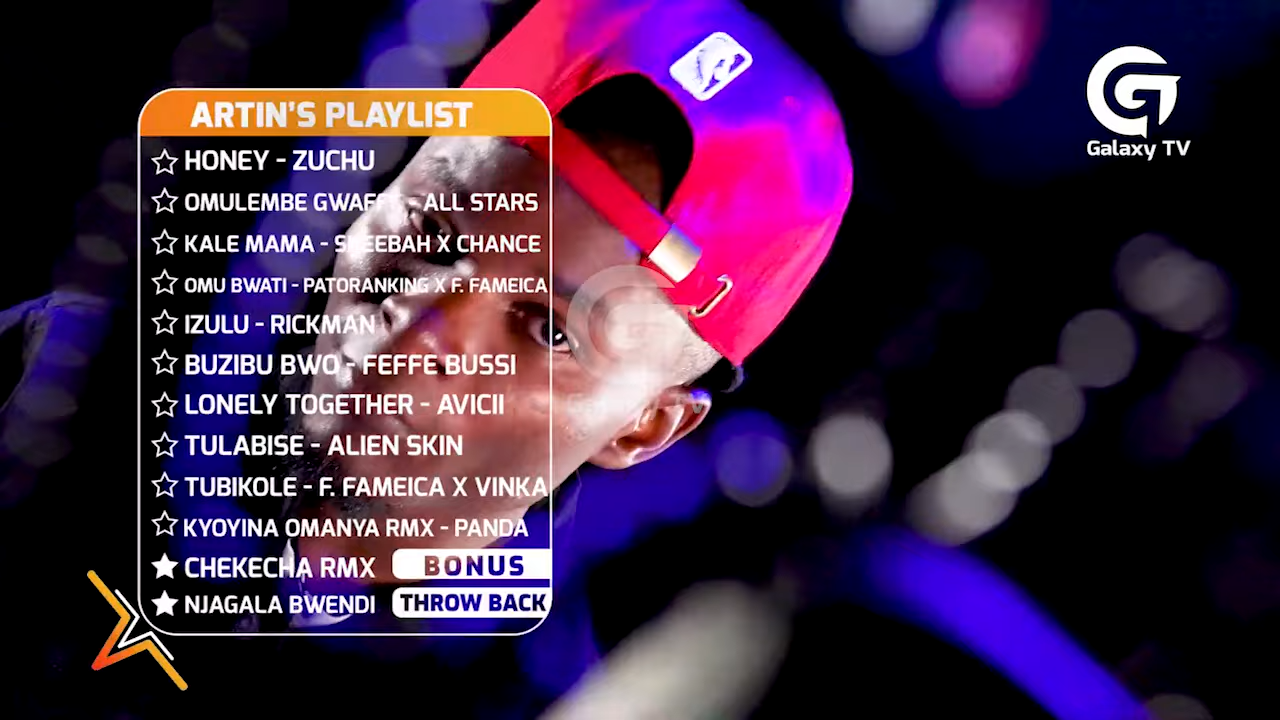 ARTIN'S PLAYLIST
HONEY - ZUCHU
OMULEMBE - ALL STARS
KALE MAMA - SHEEBAH X CHANCE
OMU BWATI - PATORANKING X F. FAMEICA
IZULU - RICKMAN
BUZIBU BWO - FEFFE BUSSI
LONELY TOGETHER - AVICII
TULABISE - ALIEN SKIN
TUBIKOLE - F. FAMEICA X VINKA
KYOYINA OMANYA RMX - PANDA
CHEKECHA RMX BONUS
NJAGALA BWENDI THROW BACK
Galaxy TV